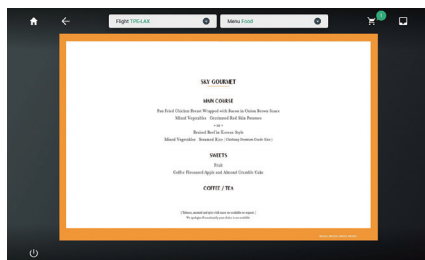 Flight TPE-LAX
Menu Food
SKY GOURMET
MAIN COURSE
Pan Fried Chicken Breast Wrapped with Bacon in Onion Brown Sauce
Mixed Vegetables Gratinated Red Skin Potatoes
~or~
Braised Beef in Korean Style
Mixed Vegetables Steamed Rice
SWEETS
Fruit
Coffee Flavoured Apple and Almond Crumble Cake
COFFEE / TEA